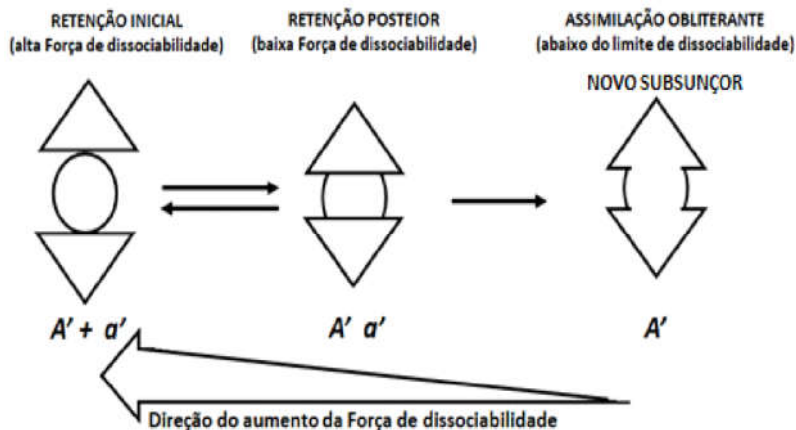 RETENÇÃO INICIAL
(alta Força de dissociabilidade)
RETENÇÃO POSTEIOR
(baixa Força de dissociabilidade)
ASSIMILAÇÃO OBLITERANTE
(abaixo do limite de dissociabilidade)
NOVO SUBSUNÇOR
A' + a'
A' a'
A'
Direção do aumento da Força de dissociabilidade